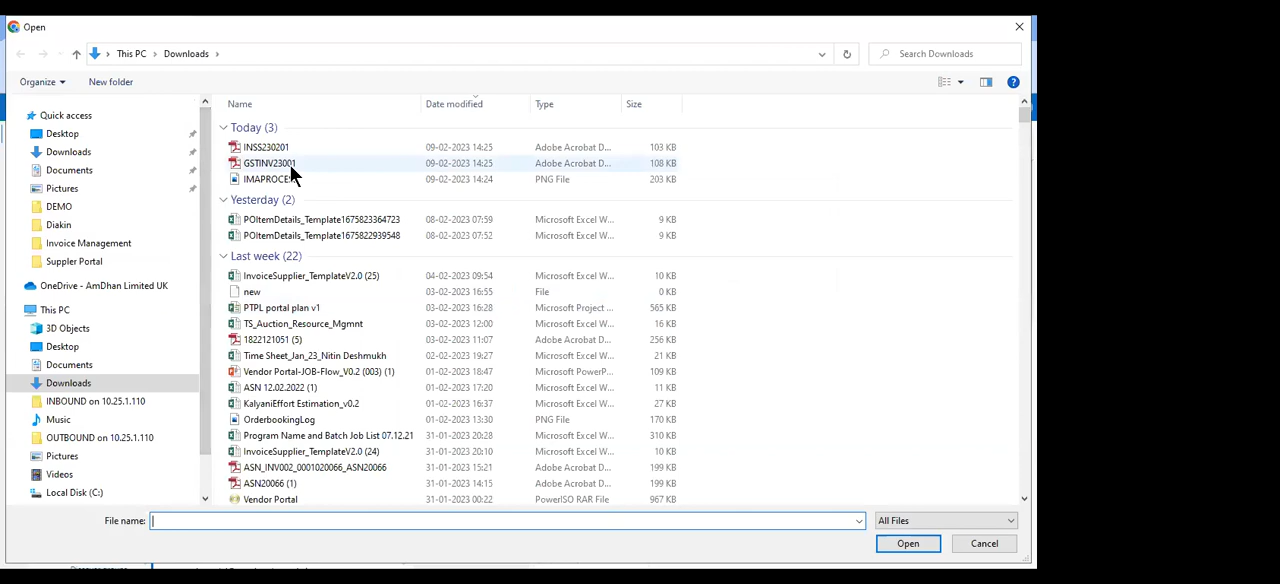 Open
This PC > Downloads >
Search Downloads
Organize New folder
Quick access
Desktop
Downloads
Documents
Pictures
DEMO
Diakin
Invoice Management
Suppler Portal
OneDrive - AmDhan Limited UK
This PC
3D Objects
Desktop
Documents
Downloads
INBOUND on 10.25.1.110
Music
OUTBOUND on 10.25.1.110
Pictures
Videos
Local Disk (C:)
Name Date modified Type Size
Today (3)
INSS230201 09-02-2023 14:25 Adobe Acrobat D... 103 KB
GSTINV23001 09-02-2023 14:25 Adobe Acrobat D... 108 KB
09-02-2023 14:24 PNG File 203 KB
Yesterday (2)
POItemDetails_Template1675823364723 08-02-2023 07:59 Microsoft Excel W... 9 KB
POItemDetails_Template1675822939548 08-02-2023 07:52 Microsoft Excel W... 9 KB
Last week (22)
InvoiceSupplier_TemplateV2.0 (25) 04-02-2023 09:54 Microsoft Excel W... 10 KB
new 03-02-2023 16:55 File 0 KB
PTPL portal plan v1 03-02-2023 16:28 Microsoft Project ... 565 KB
TS_Auction_Resource_Mgmnt 03-02-2023 12:00 Microsoft Excel W... 16 KB
1822121051 (5) 03-02-2023 11:07 Adobe Acrobat D... 256 KB
Time Sheet_Jan_23_Nitin Deshmukh 02-02-2023 19:27 Microsoft Excel W... 21 KB
Vendor Portal-JOB-Flow_V0.2 (003) (1) 01-02-2023 18:47 Microsoft PowerP... 109 KB
ASN 12.02.2022 (1) 01-02-2023 17:20 Microsoft Excel W... 11 KB
KalyaniEffort Estimation_v0.2 01-02-2023 16:37 Microsoft Excel W... 27 KB
OrderbookingLog 01-02-2023 13:30 PNG File 170 KB
Program Name and Batch Job List 07.12.21 31-01-2023 20:28 Microsoft Excel W... 310 KB
InvoiceSupplier_TemplateV2.0 (24) 31-01-2023 20:10 Microsoft Excel W... 10 KB
ASN_INV002_0001020066_ASN20066 31-01-2023 15:21 Adobe Acrobat D... 199 KB
ASN20066 (1) 31-01-2023 14:15 Adobe Acrobat D... 199 KB
Vendor Portal 31-01-2023 00:22 PowerISO RAR File 967 KB
File name: All Files
Open Cancel